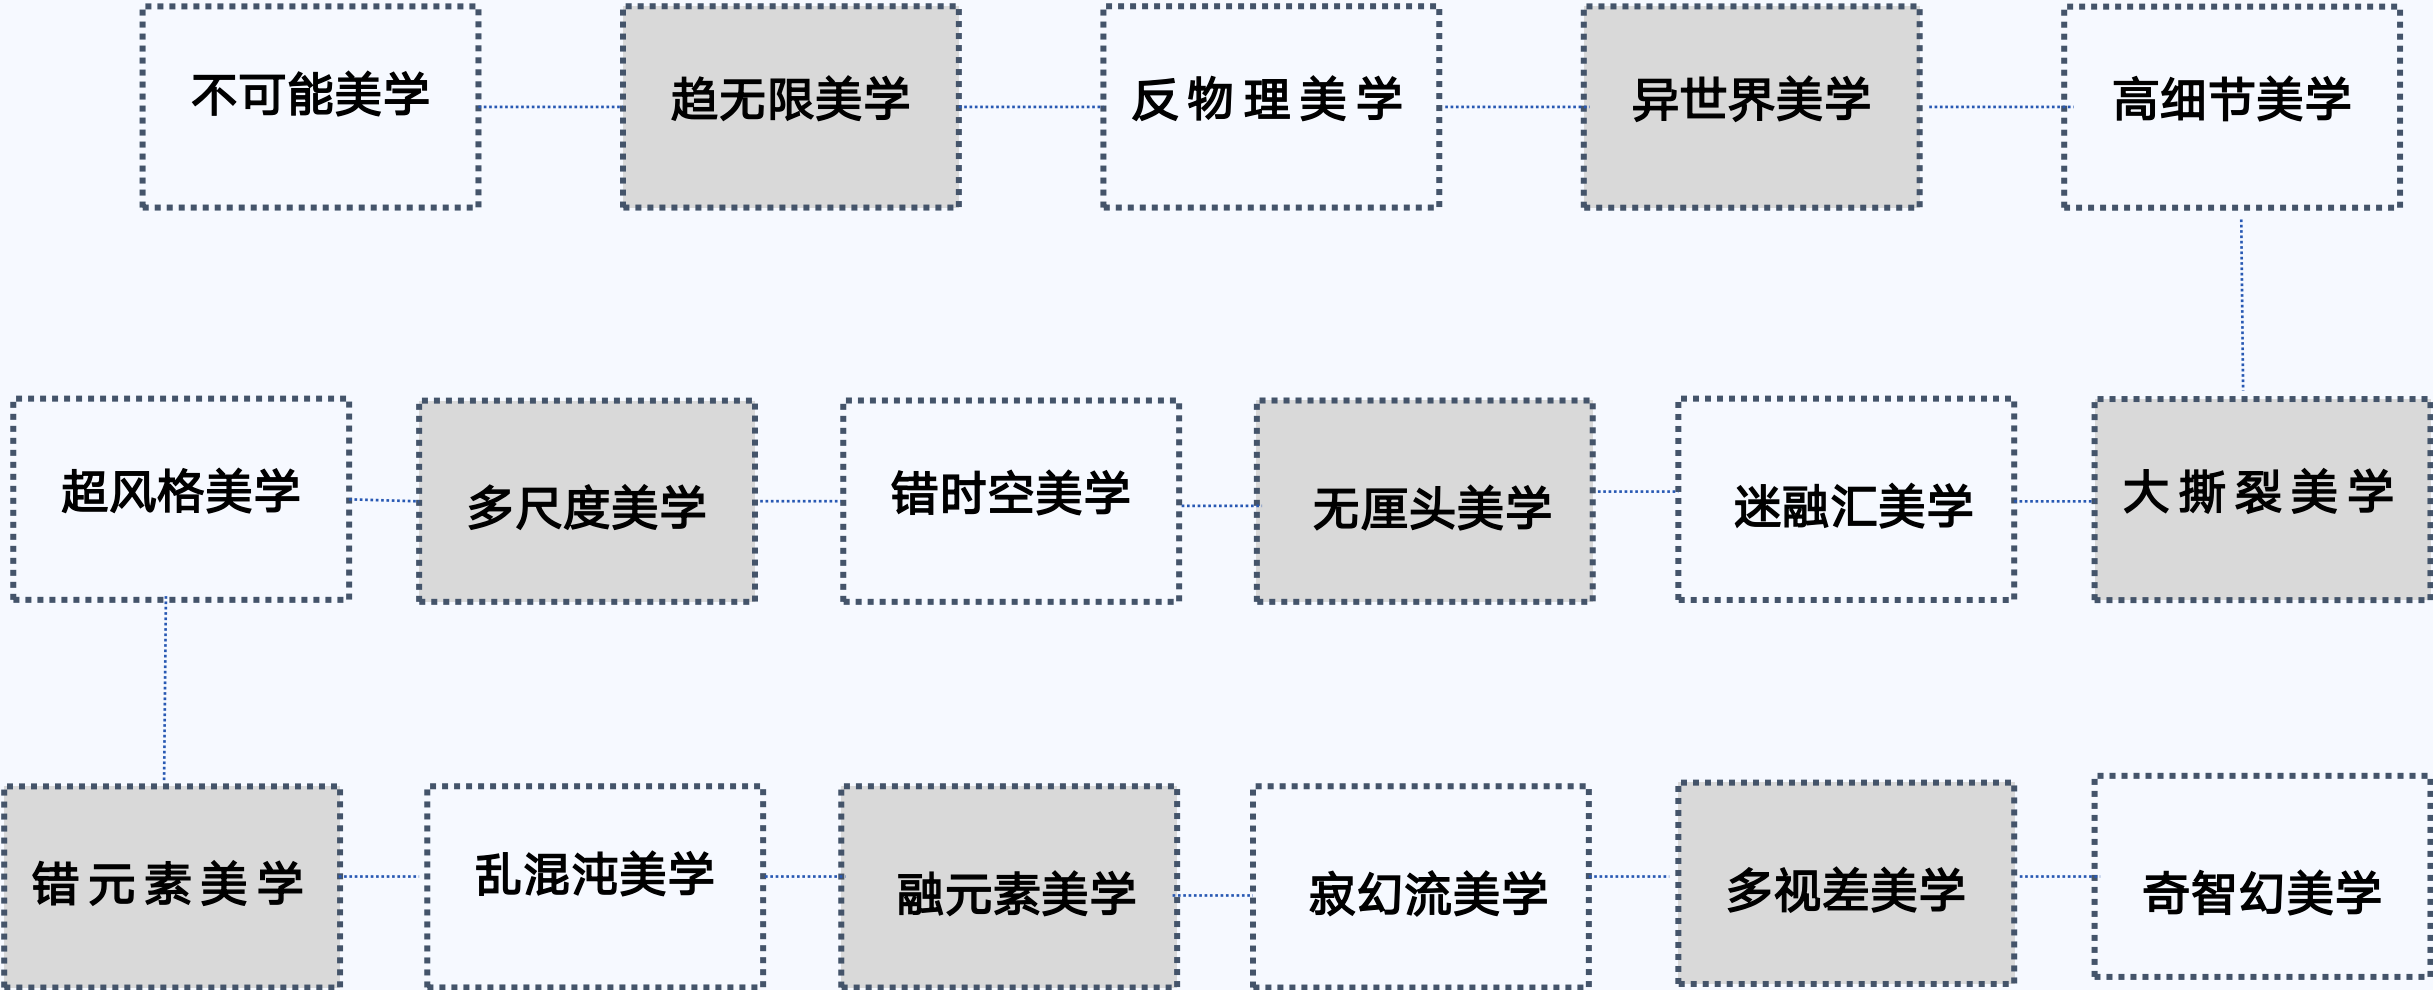 不可能美学
趋无限美学
反物理美学
异世界美学
高细节美学
超风格美学
多尺度美学
错时空美学
无厘头美学
迷融汇美学
大撕裂美学
错元素美学
乱混沌美学
融元素美学
寂幻流美学
多视差美学
奇智幻美学